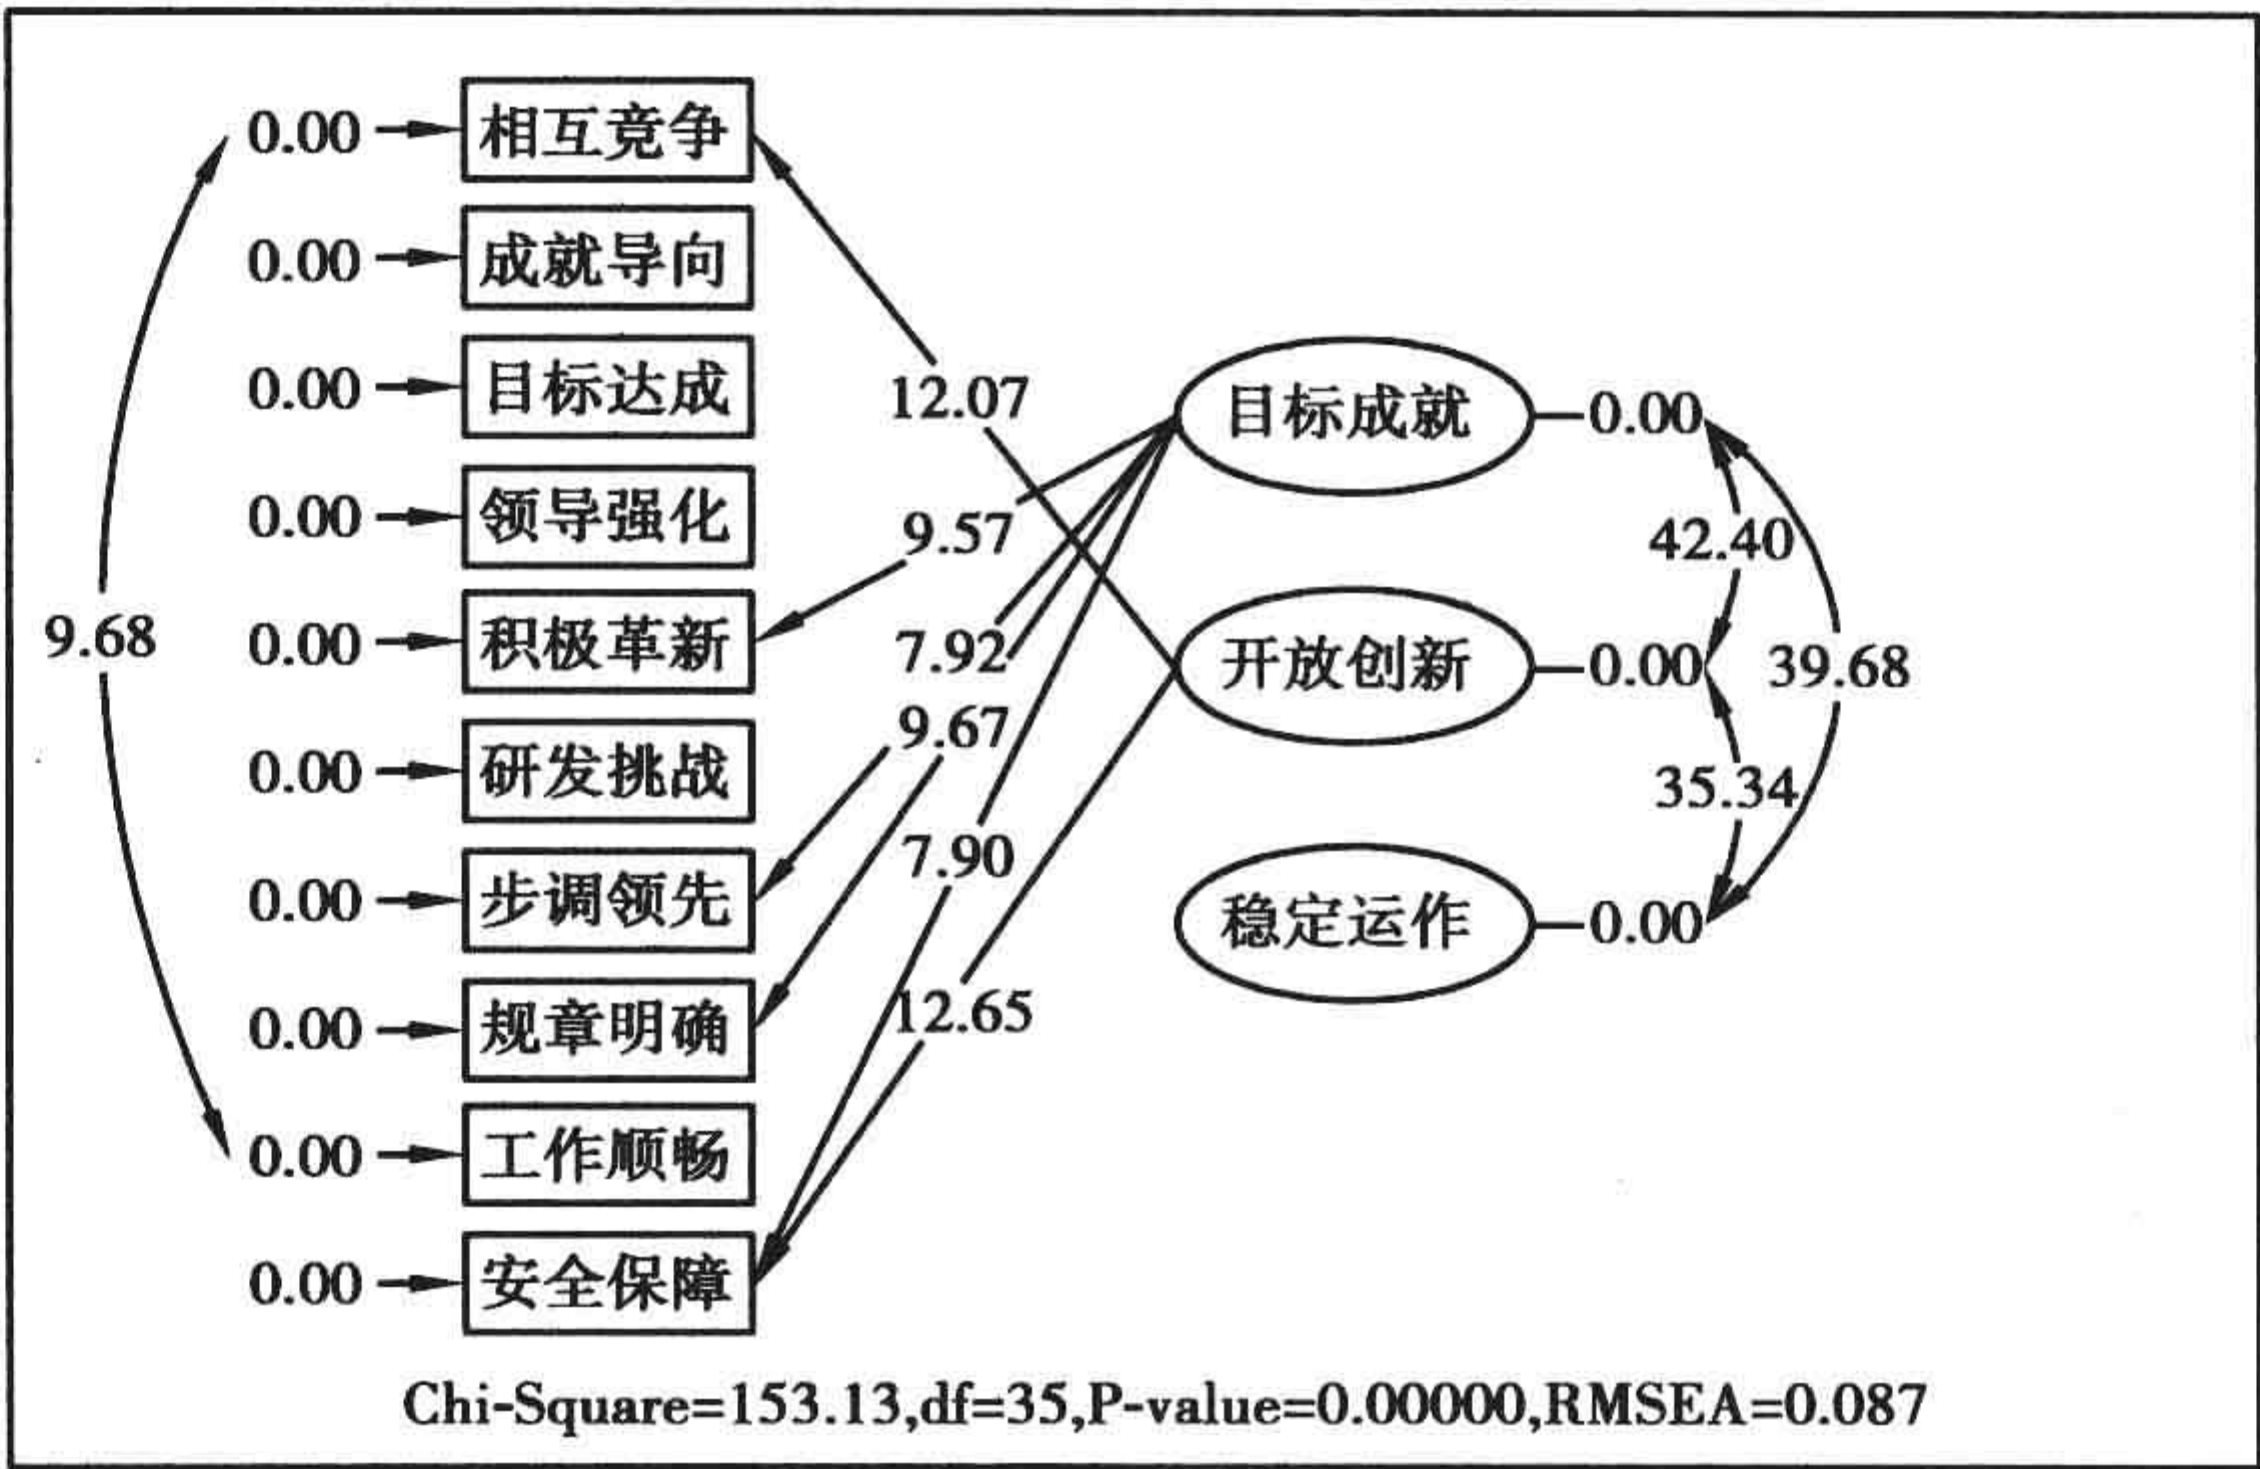 0.00 相互竞争
0.00 成就导向
0.00 目标达成
12.07
目标成就 0.00
0.00 领导强化
9.57
42.40
9.68
0.00 积极革新
7.92
开放创新 0.00
39.68
9.67
0.00 研发挑战
35.34
7.90
0.00 步调领先
稳定运作 0.00
0.00 规章明确
12.65
0.00 工作顺畅
0.00 安全保障
Chi-Square=153.13,df=35,P-value=0.00000,RMSEA=0.087